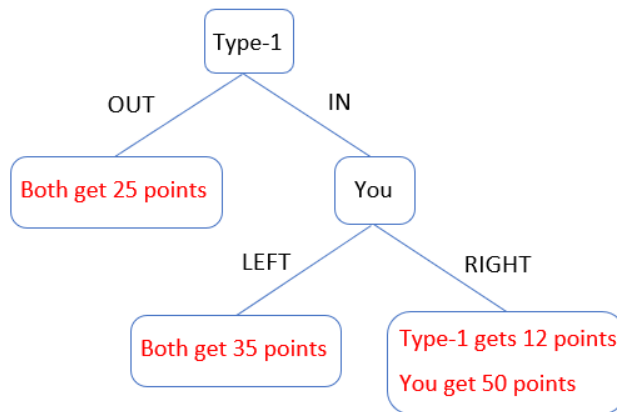 Type-1
OUT
IN
Both get 25 points
You
LEFT
RIGHT
Both get 35 points
Type-1 gets 12 points
You get 50 points